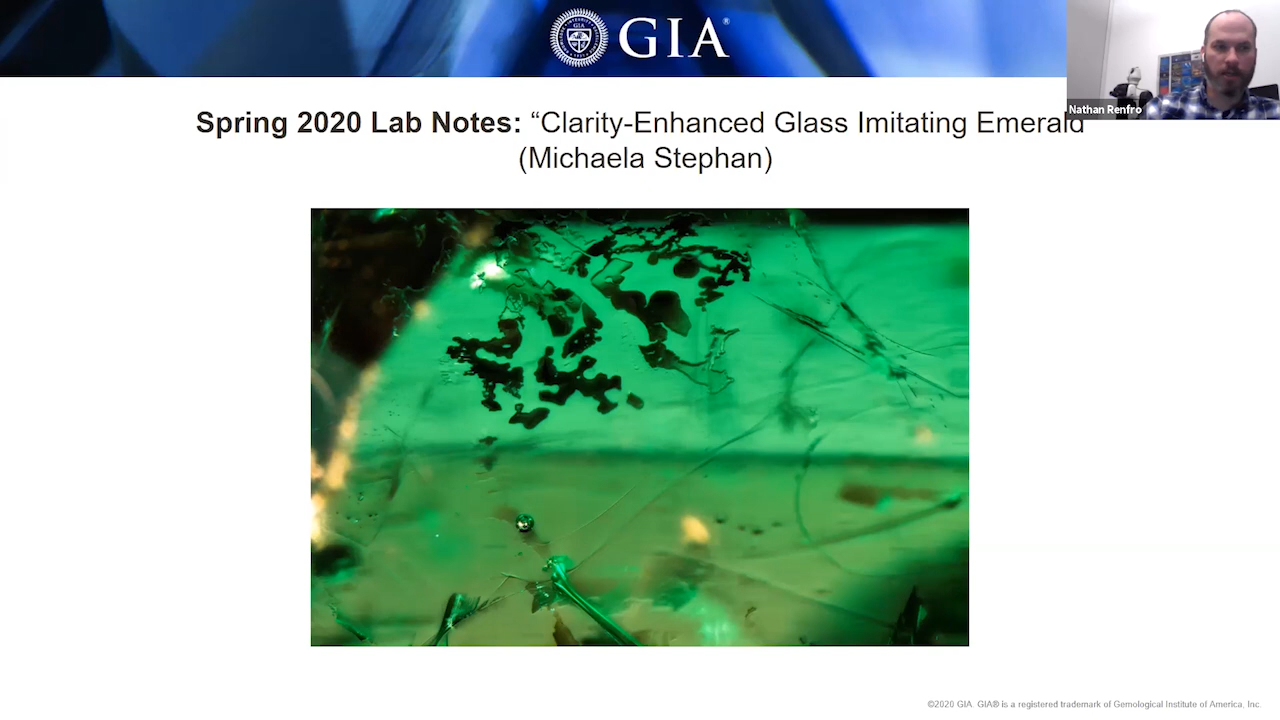 GIA®
Nathan Renfro
Spring 2020 Lab Notes: “Clarity-Enhanced Glass Imitating Emerald
(Michaela Stephan)
©2020 GIA. GIA® is a registered trademark of Gemological Institute of America, Inc.